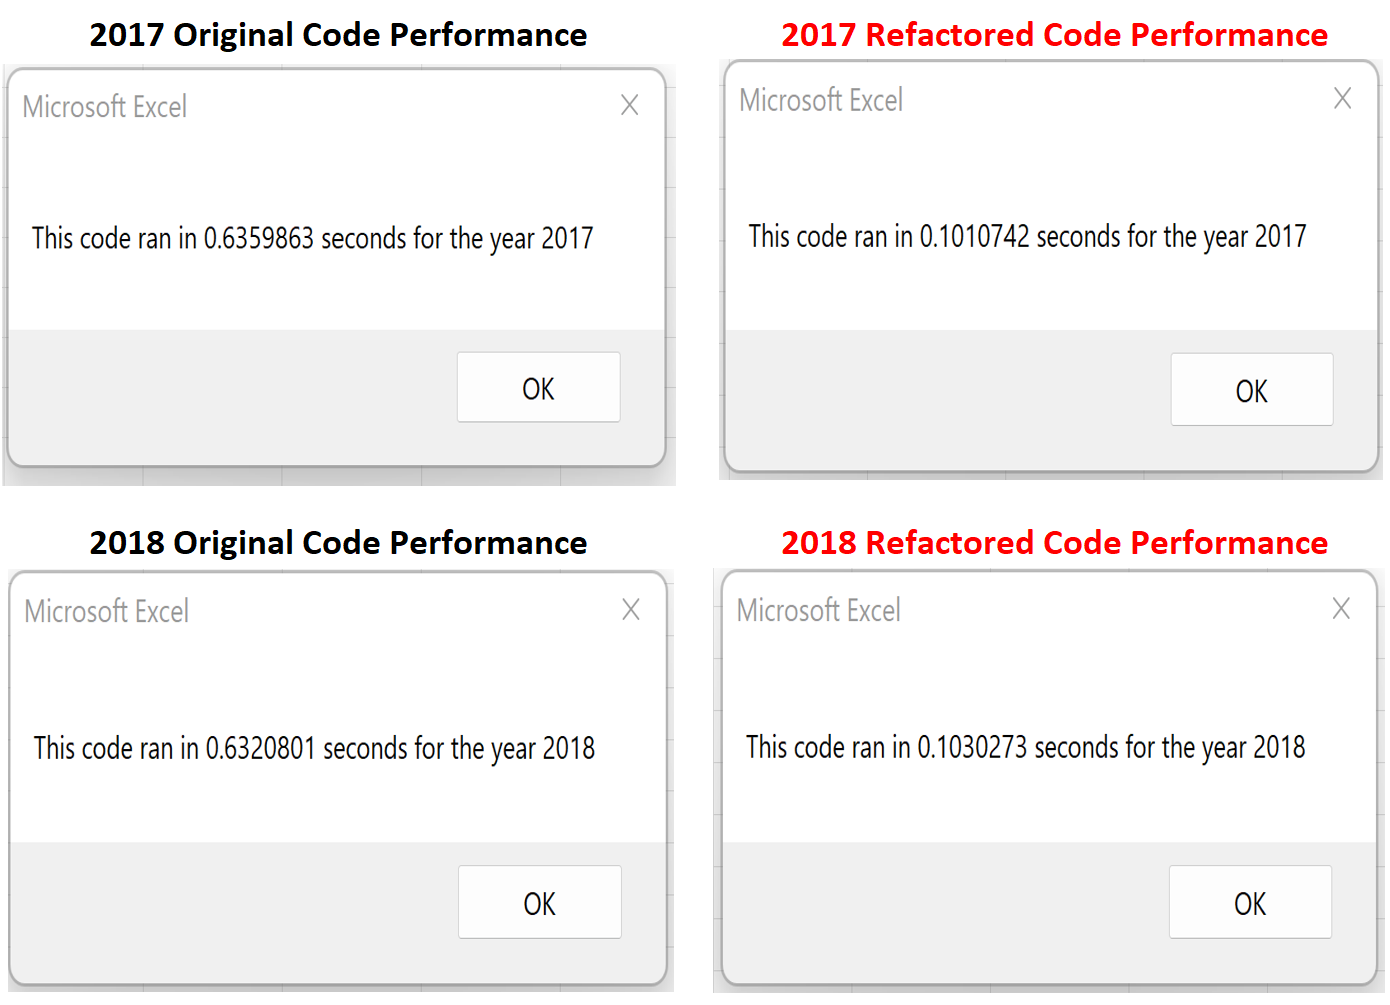 2017 Original Code Performance
2017 Refactored Code Performance
Microsoft Excel X
Microsoft Excel X
This code ran in 0.6359863 seconds for the year 2017
This code ran in 0.1010742 seconds for the year 2017
OK
OK
2018 Original Code Performance
2018 Refactored Code Performance
Microsoft Excel X
Microsoft Excel X
This code ran in 0.6320801 seconds for the year 2018
This code ran in 0.1030273 seconds for the year 2018
OK
OK